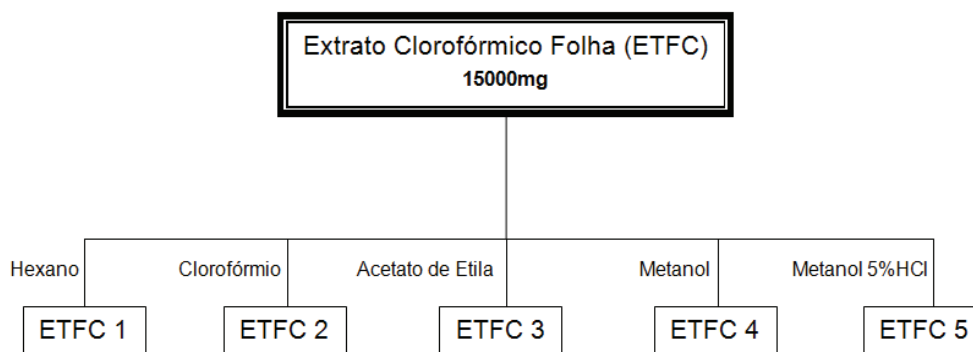 Extrato Clorofórmico Folha (ETFC)
15000mg
Hexano
Clorofórmio
Acetato de Etila
Metanol
Metanol 5%HCl
ETFC 1
ETFC 2
ETFC 3
ETFC 4
ETFC 5